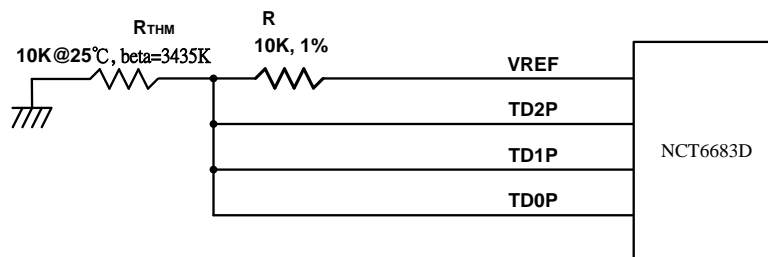 RTHM
R
10K@25℃, beta=3435K
10K, 1%
VREF
TD2P
TD1P
TD0P
NCT6683D